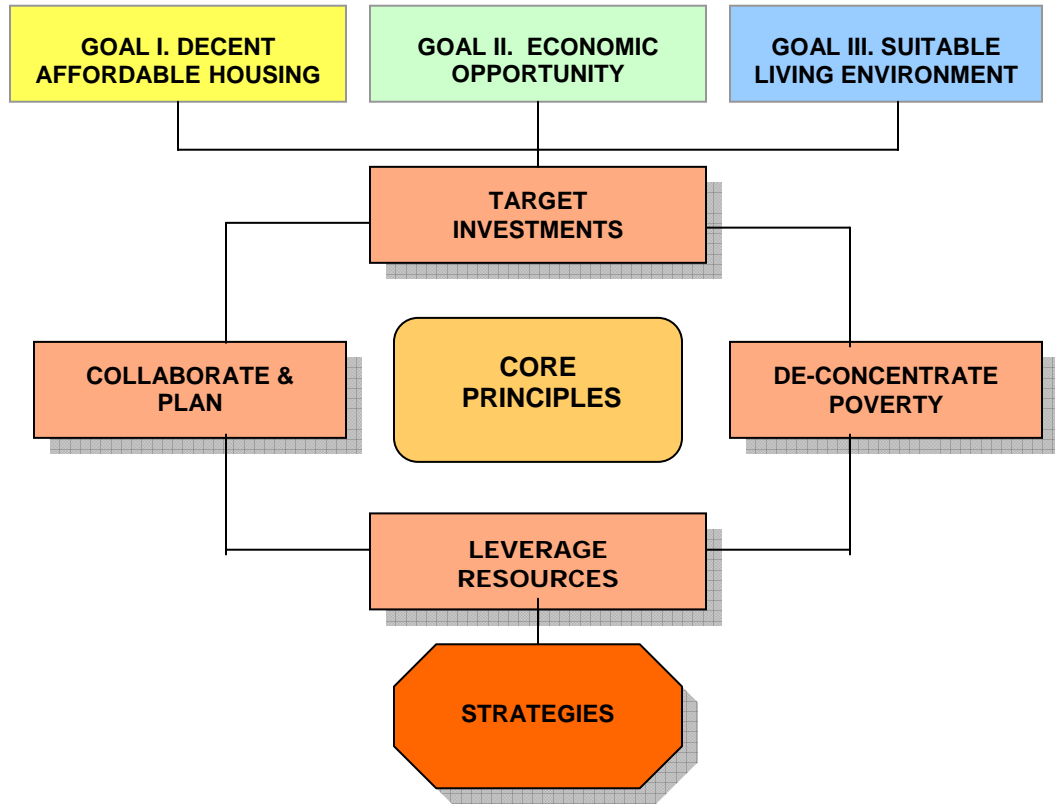 GOAL I. DECENT
AFFORDABLE HOUSING
GOAL II.  ECONOMIC
OPPORTUNITY
GOAL III. SUITABLE
LIVING ENVIRONMENT
TARGET
INVESTMENTS
COLLABORATE &
PLAN
CORE
PRINCIPLES
DE-CONCENTRATE
POVERTY
LEVERAGE
RESOURCES
STRATEGIES